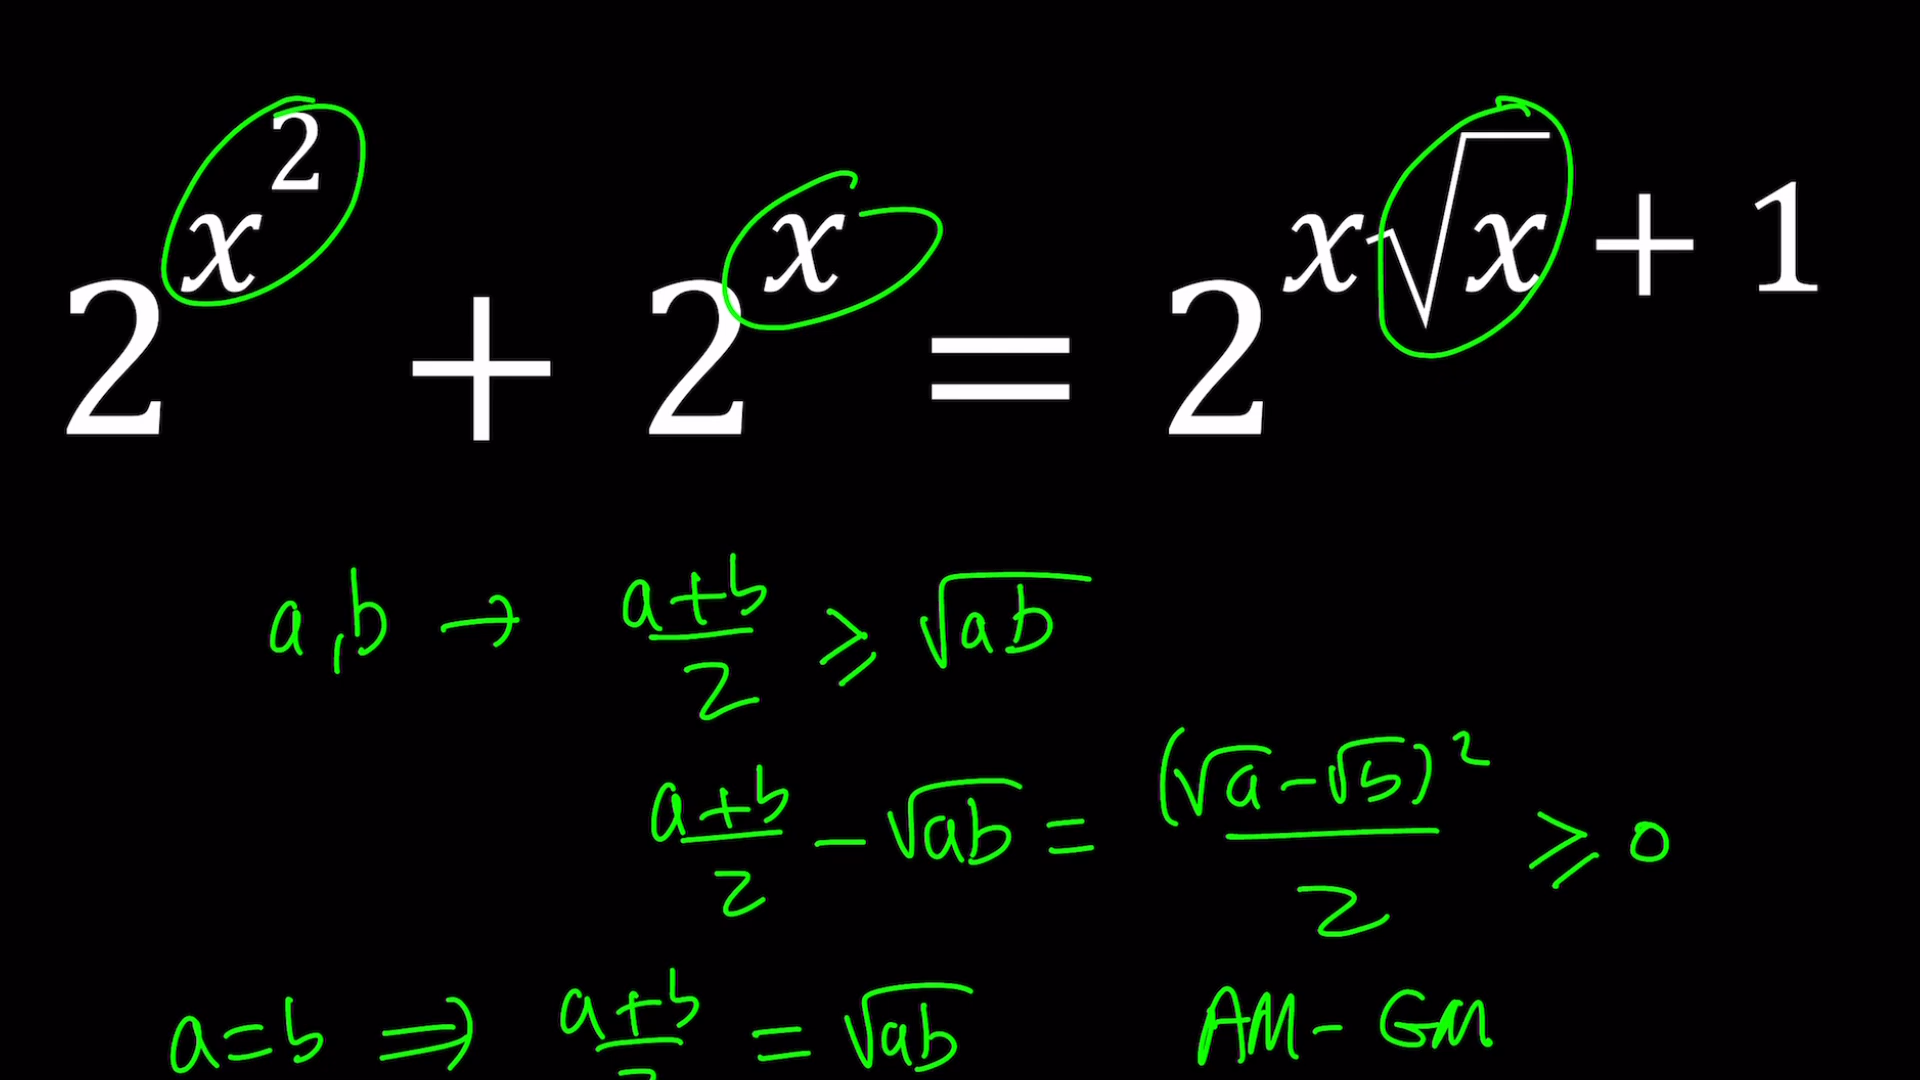 2^{x^2} + 2^x = 2^{x√x + 1}
a, b → (a+b)/2 ≥ √(ab)
(a+b)/2 − √(ab) = (√a − √b)^2/2 ≥ 0
a = b ⇒ (a+b)/2 = √(ab) AM - GM